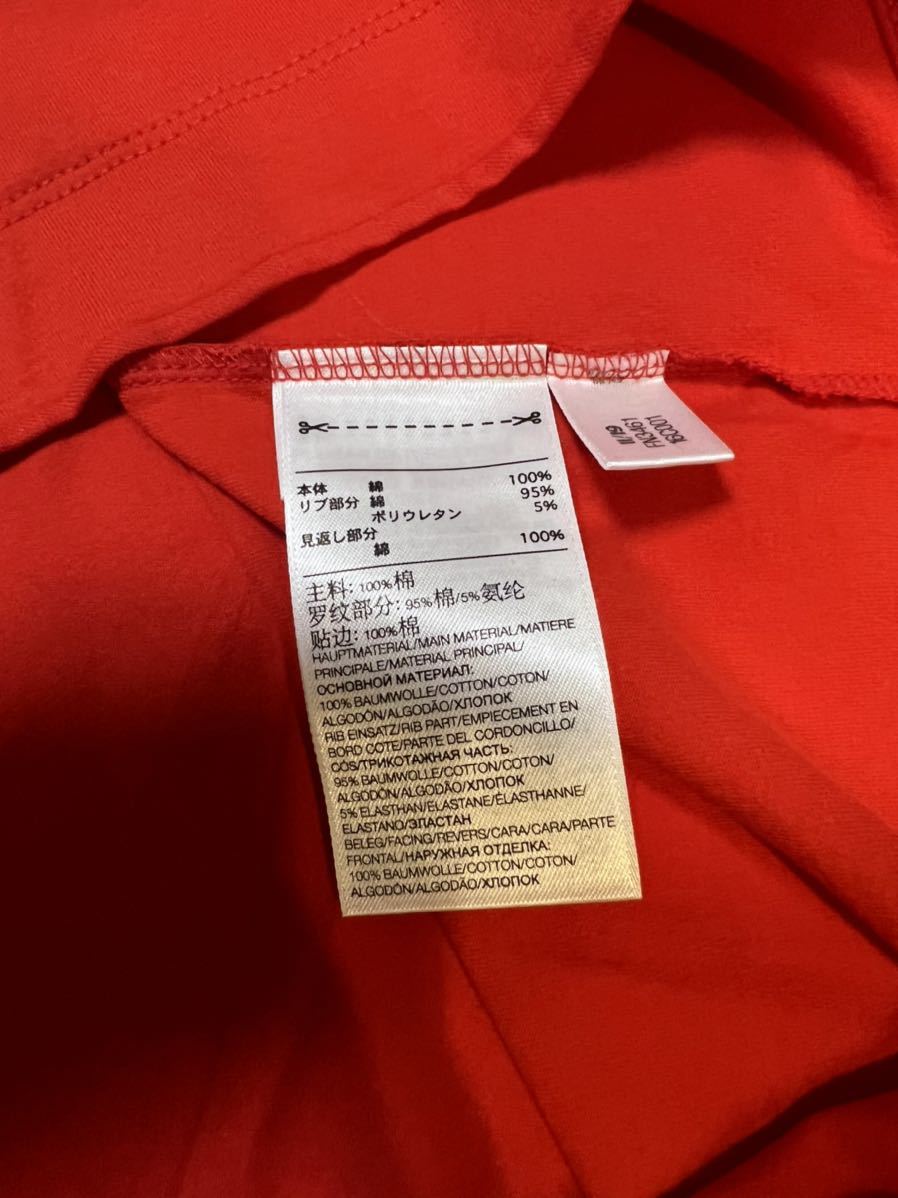 本体 綿 100%
リブ部分 綿 95%
ポリウレタン 5%
見返し部分
綿 100%
主料: 100%棉
罗纹部分: 95%棉/5%氨纶
贴边: 100%棉
HAUPTMATERIAL/MAIN MATERIAL/MATIERE
PRINCIPALE/MATERIAL PRINCIPAL/
ОСНОВНОЙ МАТЕРИАЛ:
100% BAUMWOLLE/COTTON/COTON/
ALGODÓN/ALGODÃO/ХЛОПОК
RIB EINSATZ/RIB PART/EMPIECEMENT EN
BORD COTE/PARTE DEL CORDONCILLO/
CÓS/ТРИКОТАЖНАЯ ЧАСТЬ:
95% BAUMWOLLE/COTTON/COTON/
ALGODÓN/ALGODÃO/ХЛОПОК
5% ELASTHAN/ELASTANE/ÉLASTHANNE/
ELASTANO/ЭЛАСТАН
BELEG/FACING/REVERS/CARA/CARA/PARTE
FRONTAL/НАРУЖНАЯ ОТДЕЛКА:
100% BAUMWOLLE/COTTON/COTON/
ALGODÓN/ALGODÃO/ХЛОПОК
11/19
FK9461
160001